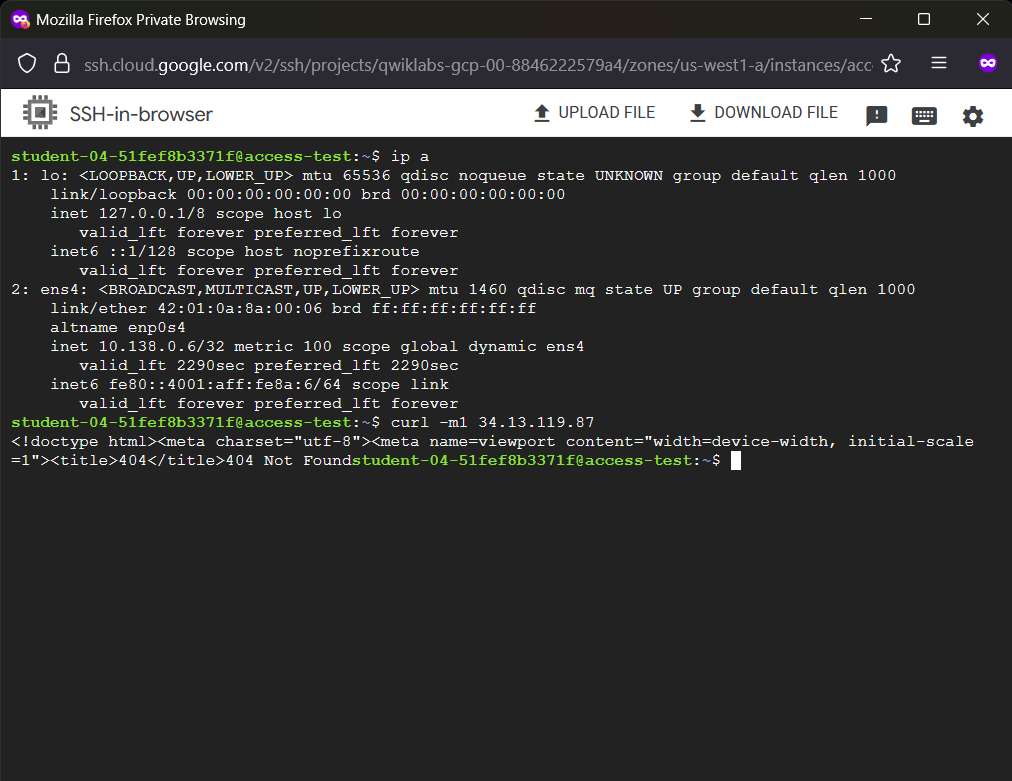 Mozilla Firefox Private Browsing
ssh.cloud.google.com/v2/ssh/projects/qwiklabs-gcp-00-8846222579a4/zones/us-west1-a/instances/acc
SSH-in-browser
UPLOAD FILE
DOWNLOAD FILE
student-04-51fef8b3371f@access-test:~$ ip a
1: lo: <LOOPBACK,UP,LOWER_UP> mtu 65536 qdisc noqueue state UNKNOWN group default qlen 1000
    link/loopback 00:00:00:00:00:00 brd 00:00:00:00:00:00
    inet 127.0.0.1/8 scope host lo
       valid_lft forever preferred_lft forever
    inet6 ::1/128 scope host noprefixroute
       valid_lft forever preferred_lft forever
2: ens4: <BROADCAST,MULTICAST,UP,LOWER_UP> mtu 1460 qdisc mq state UP group default qlen 1000
    link/ether 42:01:0a:8a:00:06 brd ff:ff:ff:ff:ff:ff
    altname enp0s4
    inet 10.138.0.6/32 metric 100 scope global dynamic ens4
       valid_lft 2290sec preferred_lft 2290sec
    inet6 fe80::4001:aff:fe8a:6/64 scope link
       valid_lft forever preferred_lft forever
student-04-51fef8b3371f@access-test:~$ curl -m1 34.13.119.87
<!doctype html><meta charset="utf-8"><meta name=viewport content="width=device-width, initial-scale
=1"><title>404</title>404 Not Foundstudent-04-51fef8b3371f@access-test:~$